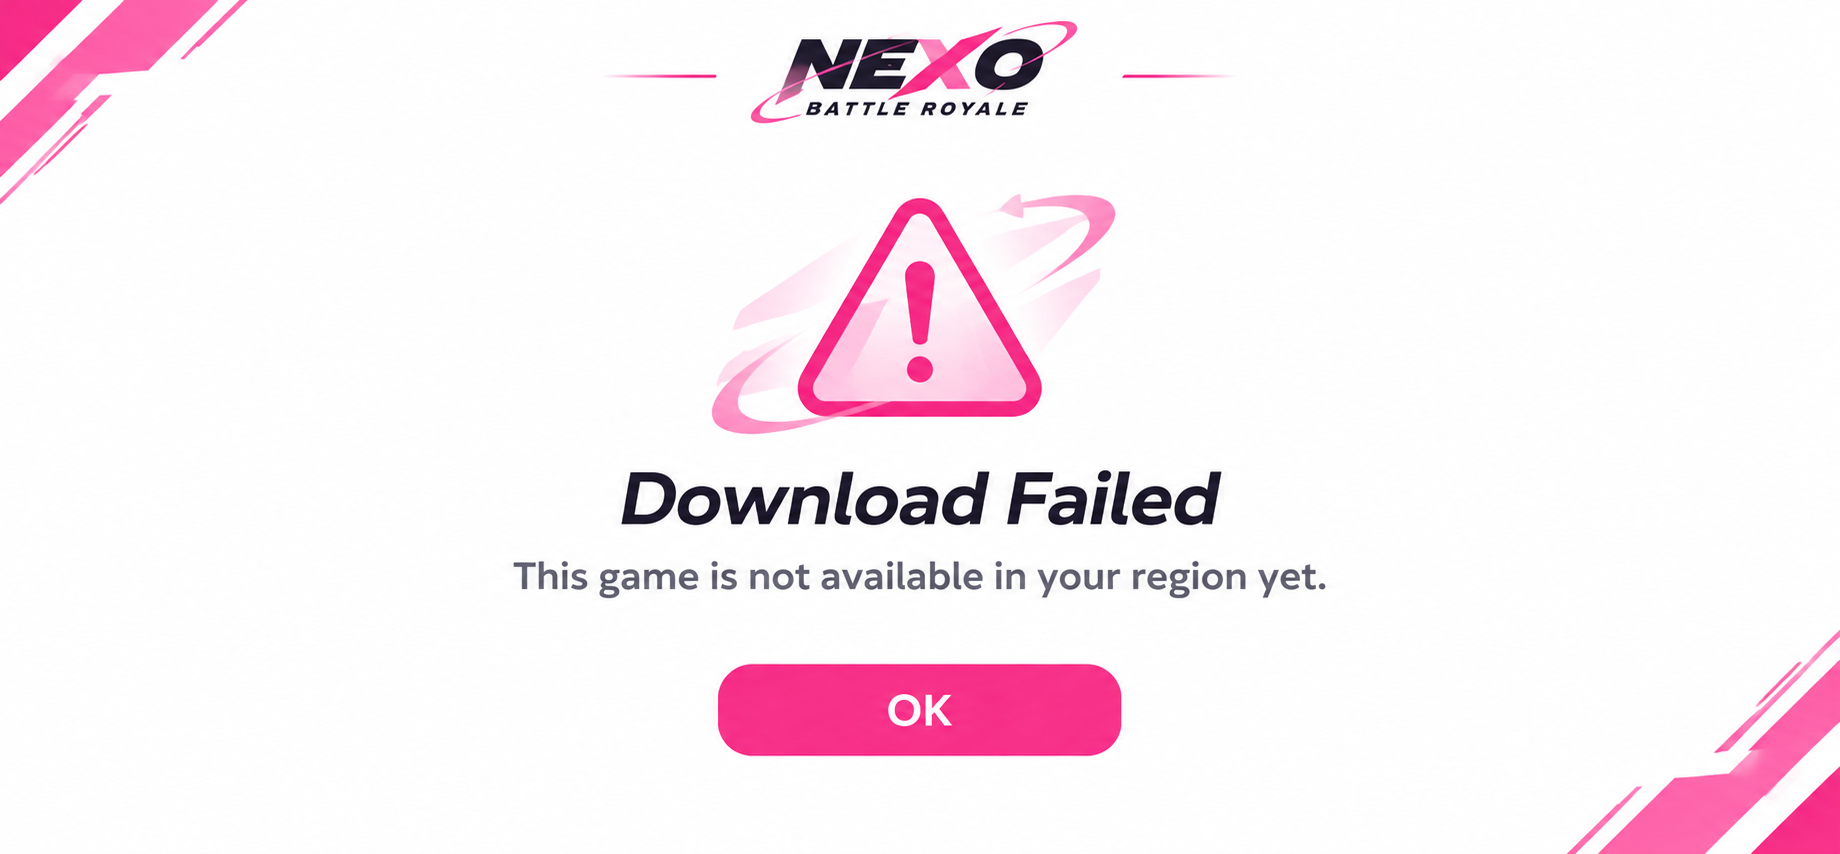 NEXO
BATTLE ROYALE
Download Failed
This game is not available in your region yet.
OK